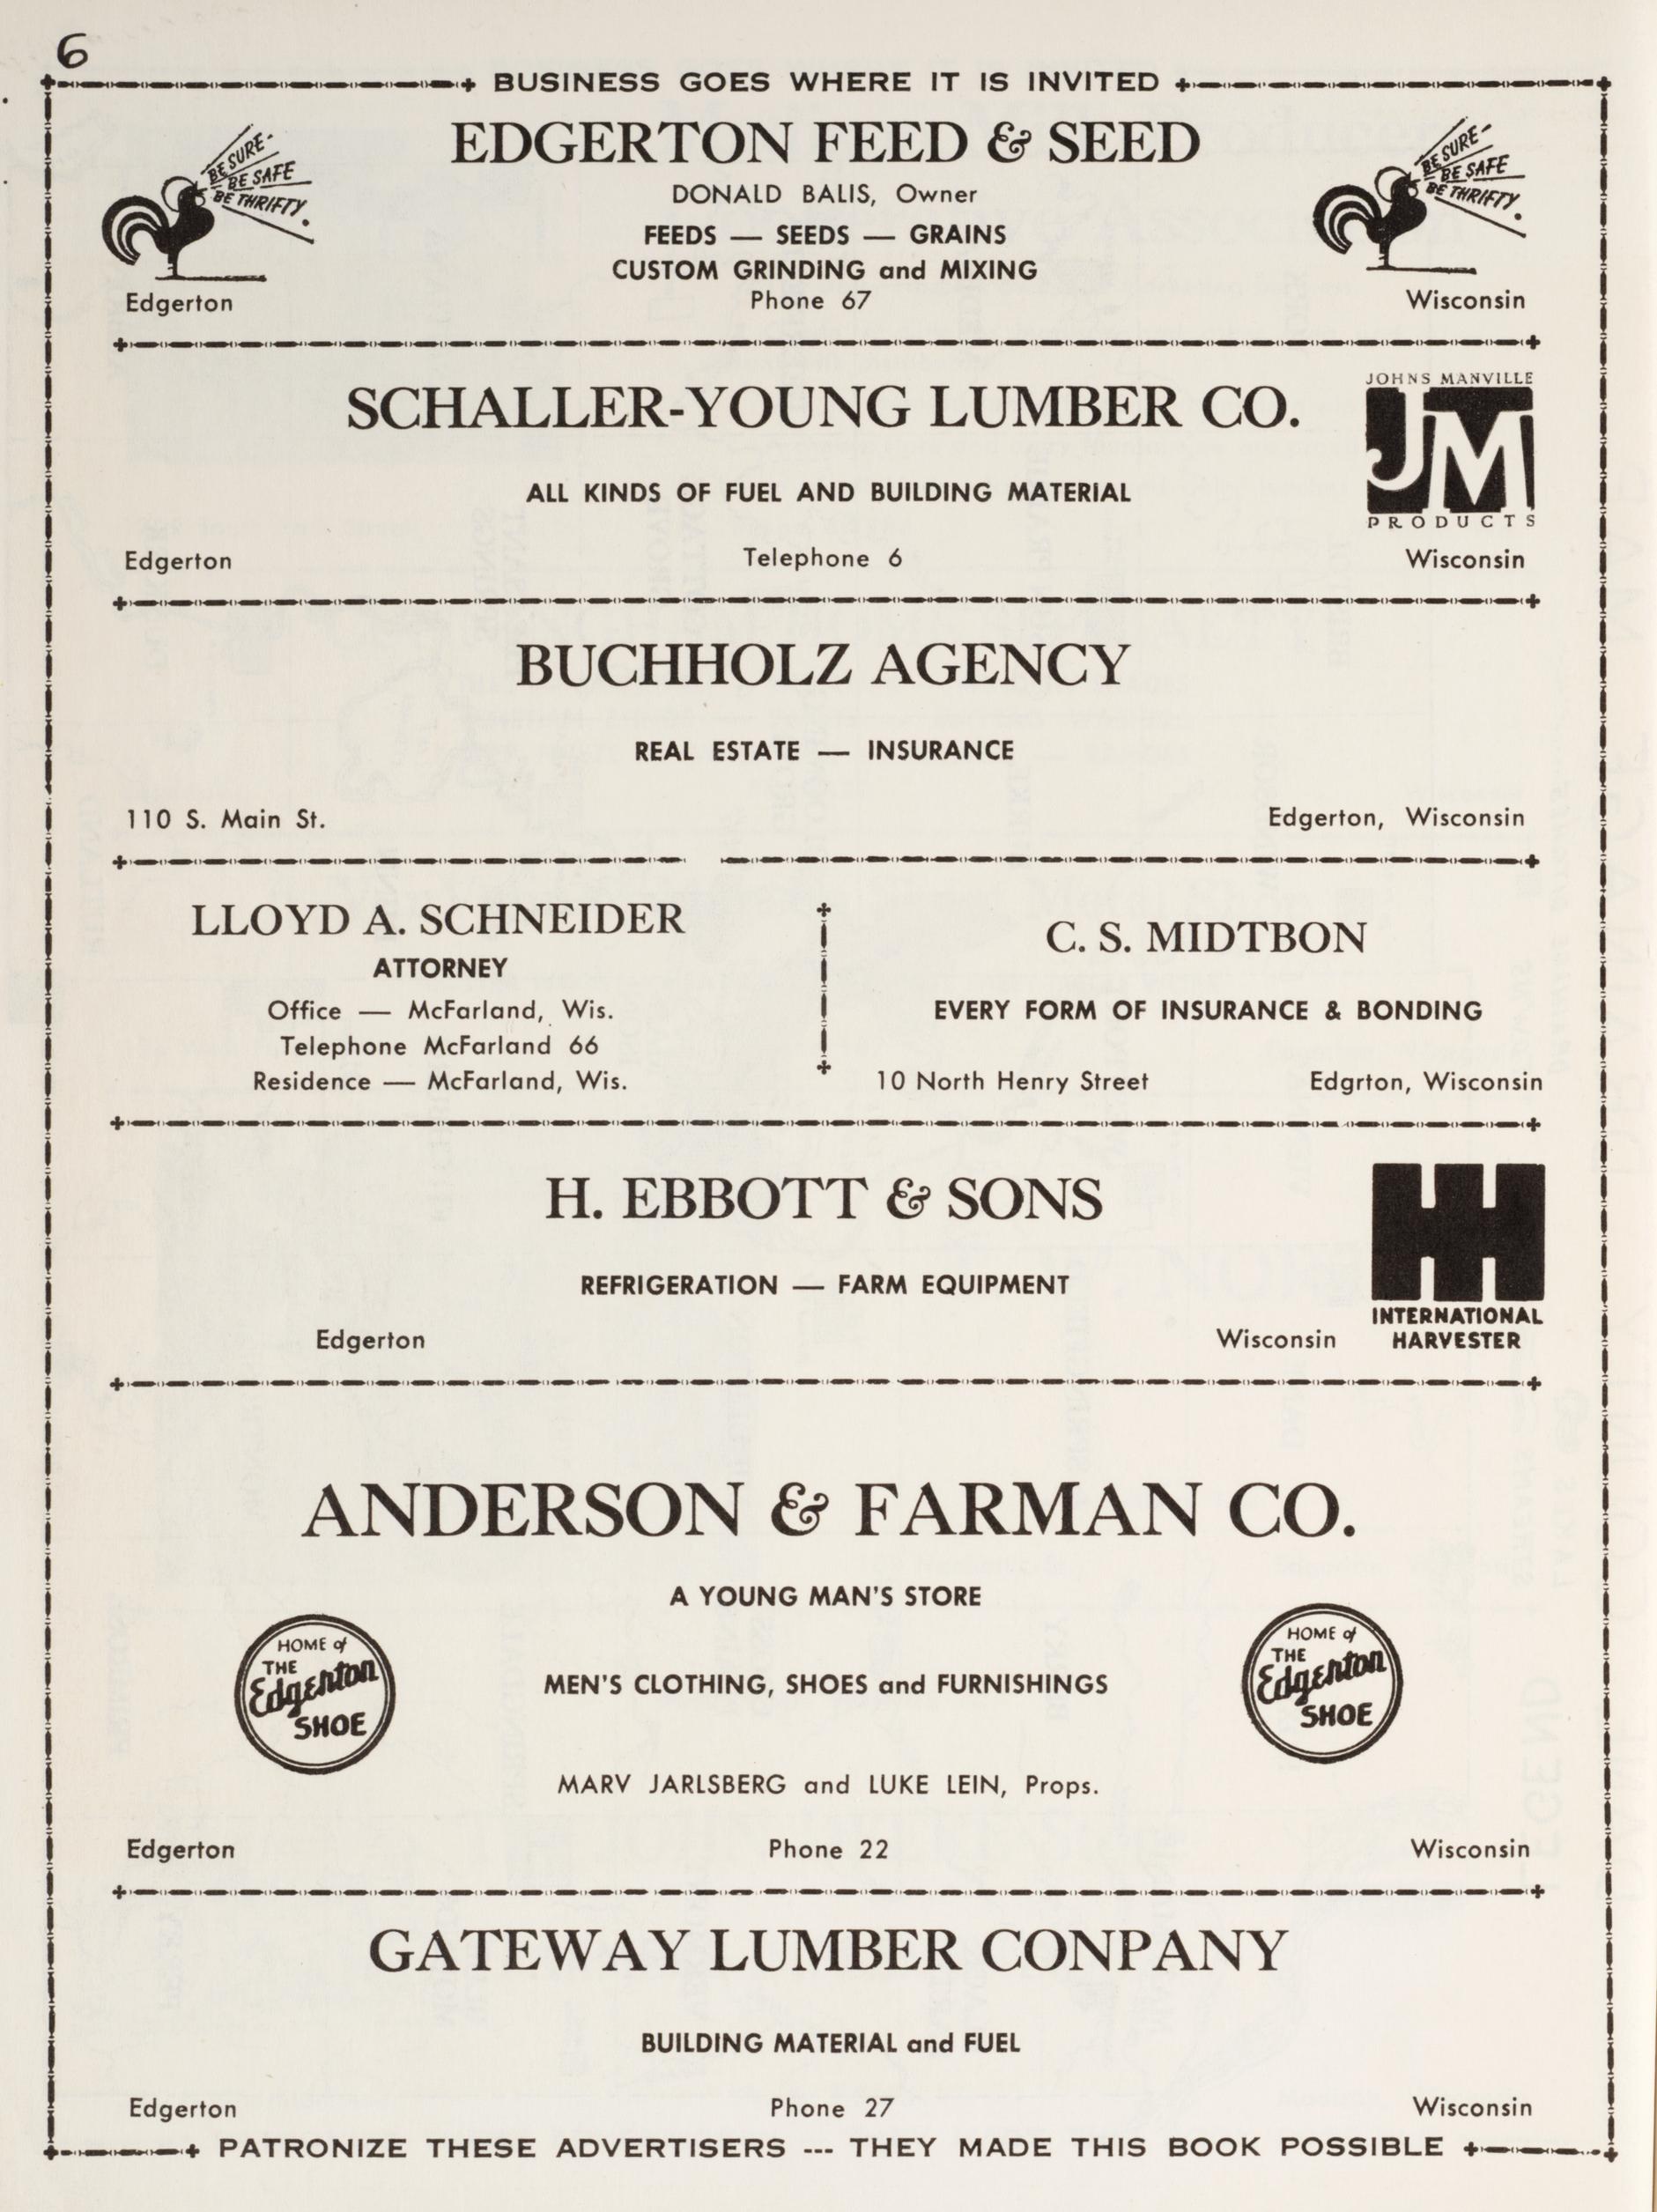 6
BUSINESS GOES WHERE IT IS INVITED
EDGERTON FEED & SEED
BE SURE-
BE SAFE
BE THRIFTY.
BE SURE-
BE SAFE
BE THRIFTY.
DONALD BALIS, Owner
FEEDS — SEEDS — GRAINS
CUSTOM GRINDING and MIXING
Edgerton Phone 67 Wisconsin
SCHALLER-YOUNG LUMBER CO.
JOHNS MANVILLE
JM
PRODUCTS
ALL KINDS OF FUEL AND BUILDING MATERIAL
Edgerton Telephone 6 Wisconsin
BUCHHOLZ AGENCY
REAL ESTATE — INSURANCE
110 S. Main St. Edgerton, Wisconsin
LLOYD A. SCHNEIDER
ATTORNEY
Office — McFarland, Wis.
Telephone McFarland 66
Residence — McFarland, Wis.
C. S. MIDTBON
EVERY FORM OF INSURANCE & BONDING
10 North Henry Street Edgrton, Wisconsin
H. EBBOTT & SONS
REFRIGERATION — FARM EQUIPMENT
Edgerton Wisconsin
IH
INTERNATIONAL
HARVESTER
ANDERSON & FARMAN CO.
A YOUNG MAN'S STORE
HOME of
THE
Edgerton
SHOE
MEN'S CLOTHING, SHOES and FURNISHINGS
HOME of
THE
Edgerton
SHOE
MARV JARLSBERG and LUKE LEIN, Props.
Edgerton Phone 22 Wisconsin
GATEWAY LUMBER CONPANY
BUILDING MATERIAL and FUEL
Edgerton Phone 27 Wisconsin
PATRONIZE THESE ADVERTISERS --- THEY MADE THIS BOOK POSSIBLE